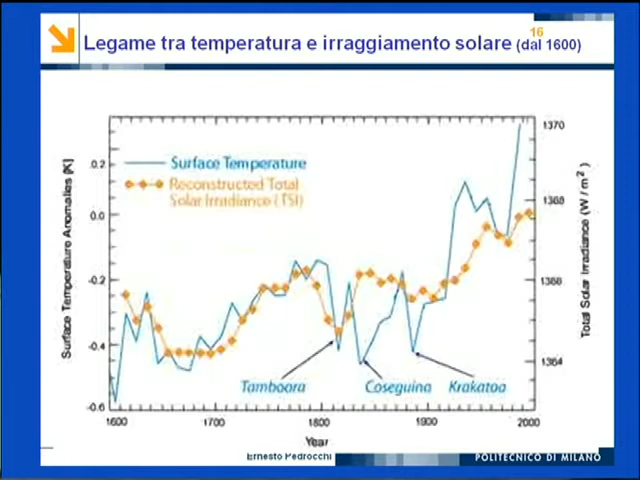 16
Legame tra temperatura e irraggiamento solare (dal 1600)
Surface Temperature
Reconstructed Total
Solar Irradiance (TSI)
Surface Temperature Anomalies [K]
0.2
0.0
-0.2
-0.4
-0.6
1370
1368
1366
1364
Total Solar Irradiance (W / m²)
Tamboora
Coseguina
Krakatoa
1600
1700
1800
1900
2000
Year
Ernesto Pedrocchi
POLITECNICO DI MILANO